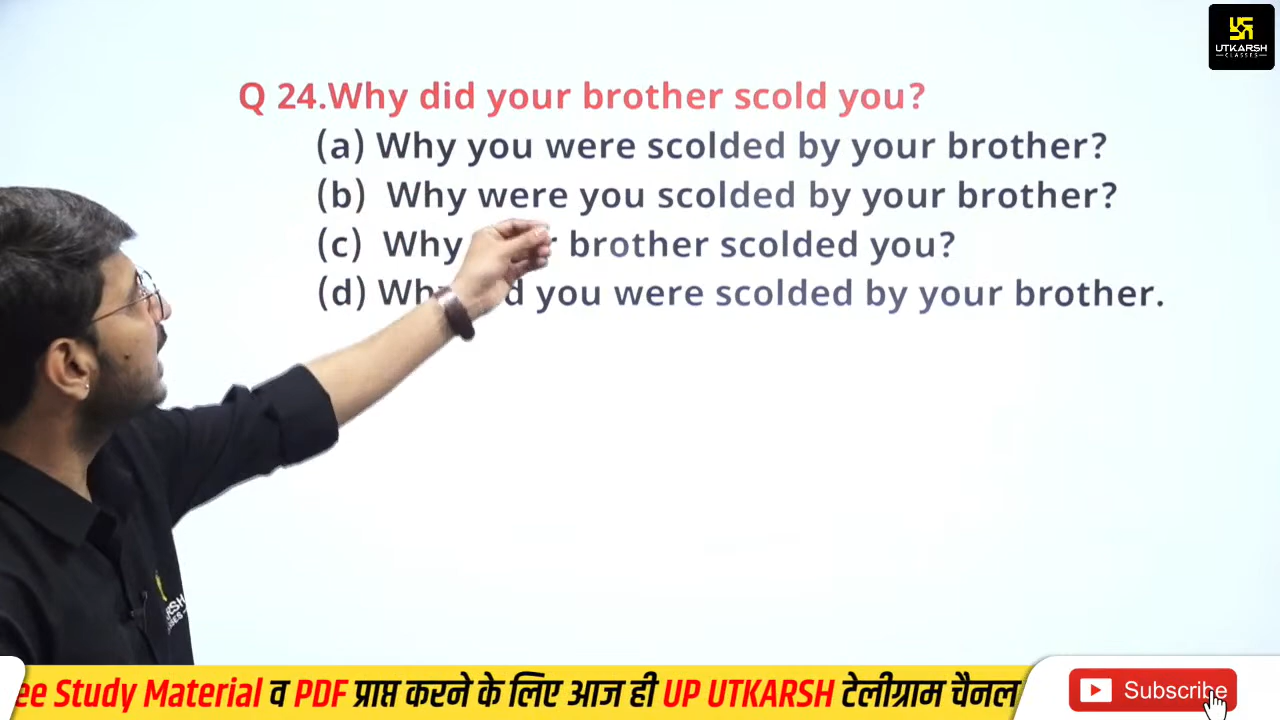 UTKARSH
CLASSES
Q 24.Why did your brother scold you?
(a) Why you were scolded by your brother?
(b) Why were you scolded by your brother?
(c) Why brother scolded you?
(d) you were scolded by your brother.
ee Study Material व PDF प्राप्त करने के लिए आज ही UP UTKARSH टेलीग्राम चैनल
Subscribe